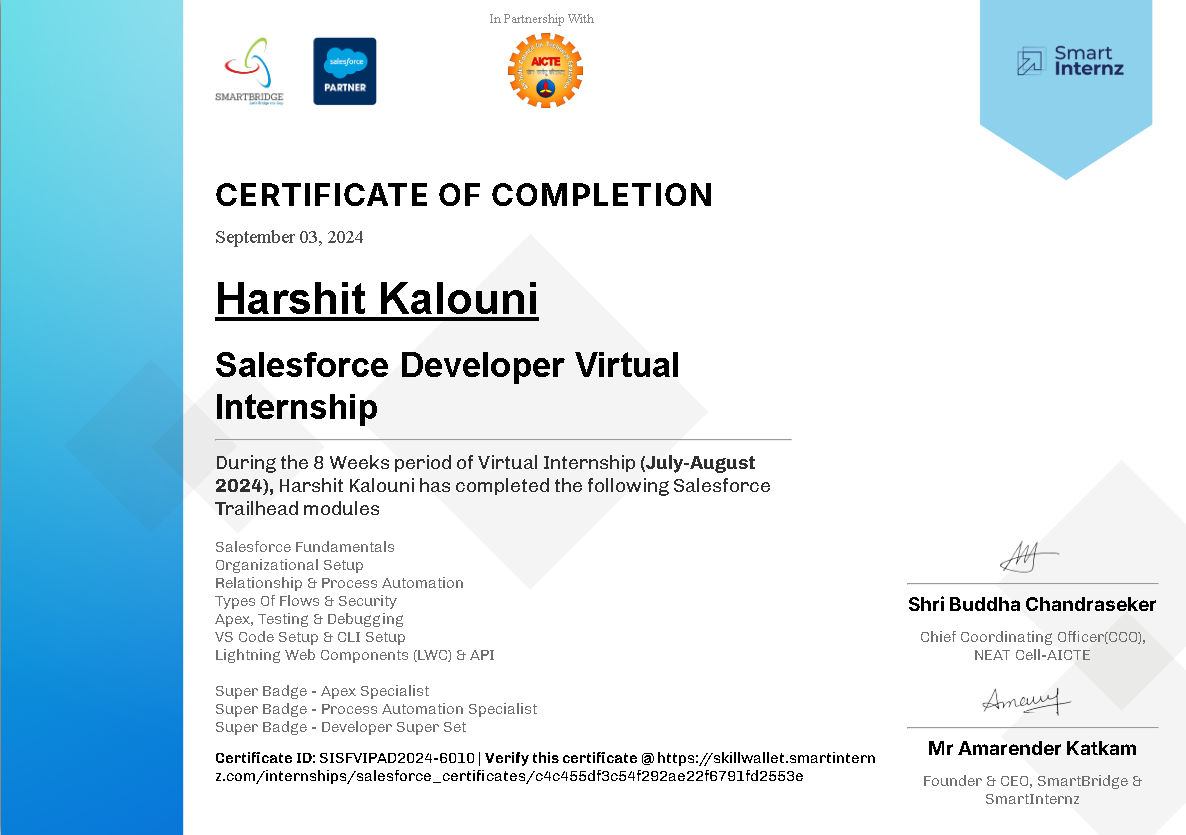 In Partnership With
SMARTBRIDGE
salesforce
PARTNER
AICTE
Smart
Internz
CERTIFICATE OF COMPLETION
September 03, 2024
Harshit Kalouni
Salesforce Developer Virtual
Internship
During the 8 Weeks period of Virtual Internship (July-August
2024), Harshit Kalouni has completed the following Salesforce
Trailhead modules
Salesforce Fundamentals
Organizational Setup
Relationship & Process Automation
Types Of Flows & Security
Apex, Testing & Debugging
VS Code Setup & CLI Setup
Lightning Web Components (LWC) & API
Super Badge - Apex Specialist
Super Badge - Process Automation Specialist
Super Badge - Developer Super Set
Certificate ID: SISFVIPAD2024-6010 | Verify this certificate @ https://skillwallet.smartintern
z.com/internships/salesforce_certificates/c4c455df3c54f292ae22f6791fd2553e
Shri Buddha Chandraseker
Chief Coordinating Officer(CCO),
NEAT Cell-AICTE
Mr Amarender Katkam
Founder & CEO, SmartBridge &
SmartInternz